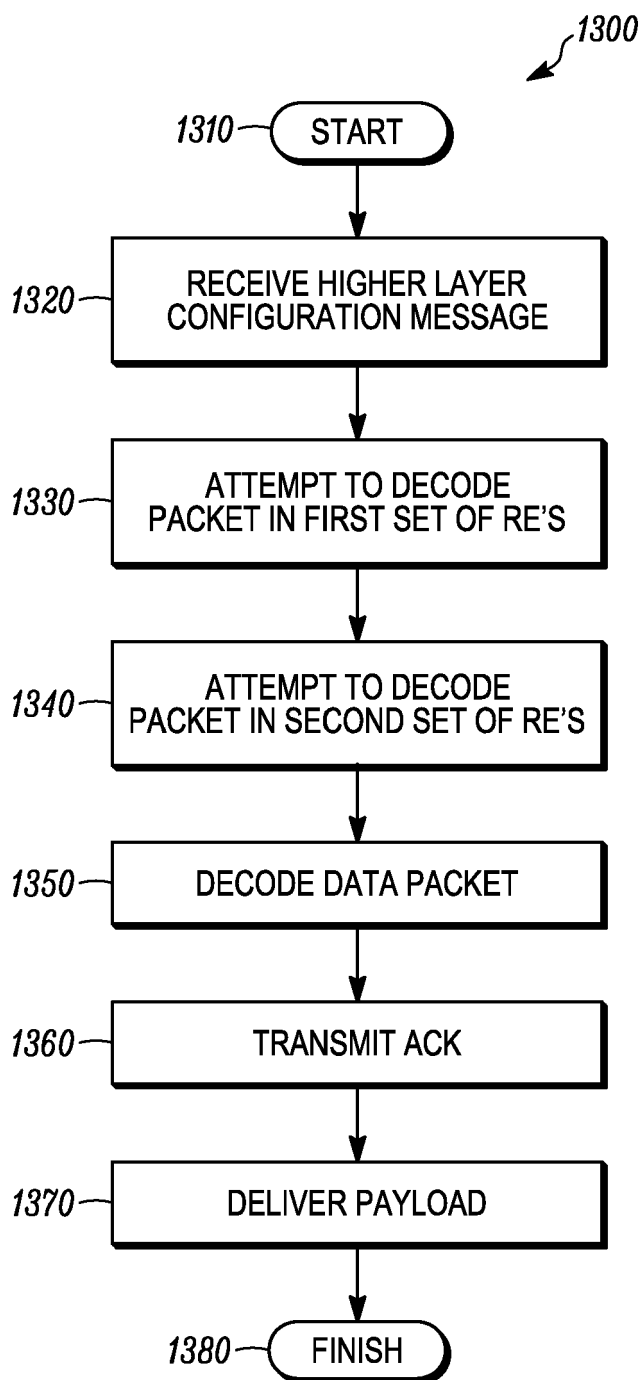 1300
1310
START
1320
RECEIVE HIGHER LAYER
CONFIGURATION MESSAGE
1330
ATTEMPT TO DECODE
PACKET IN FIRST SET OF RE'S
1340
ATTEMPT TO DECODE
PACKET IN SECOND SET OF RE'S
1350
DECODE DATA PACKET
1360
TRANSMIT ACK
1370
DELIVER PAYLOAD
1380
FINISH